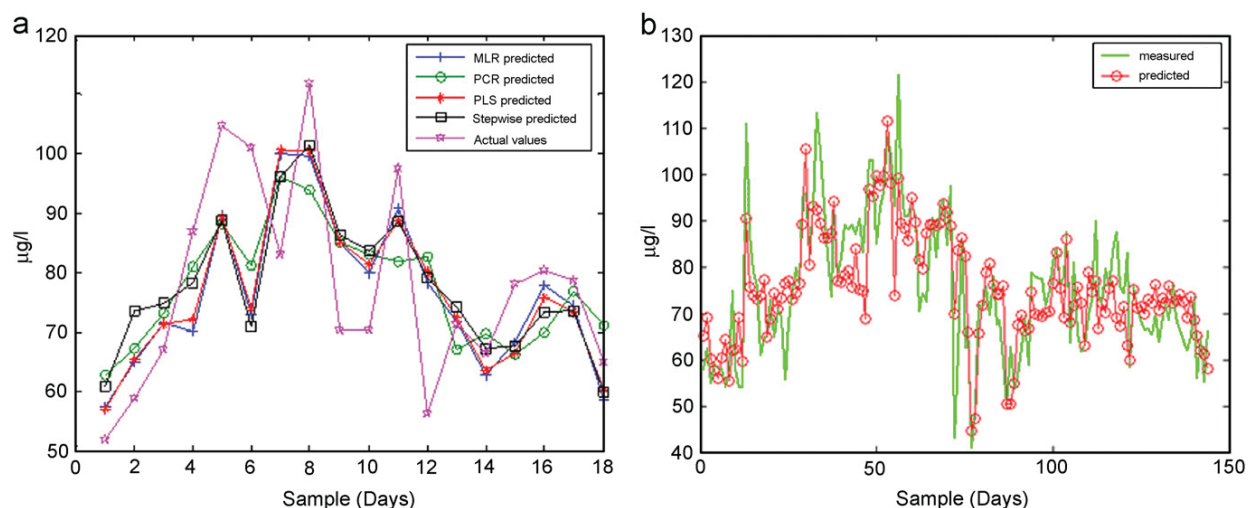 a
120
100
90
80
70
60
50
µg/l
0 2 4 6 8 10 12 14 16 18
Sample (Days)
MLR predicted
PCR predicted
PLS predicted
Stepwise predicted
Actual values
b
130
120
110
100
90
80
70
60
50
40
µg/l
0 50 100 150
Sample (Days)
measured
predicted